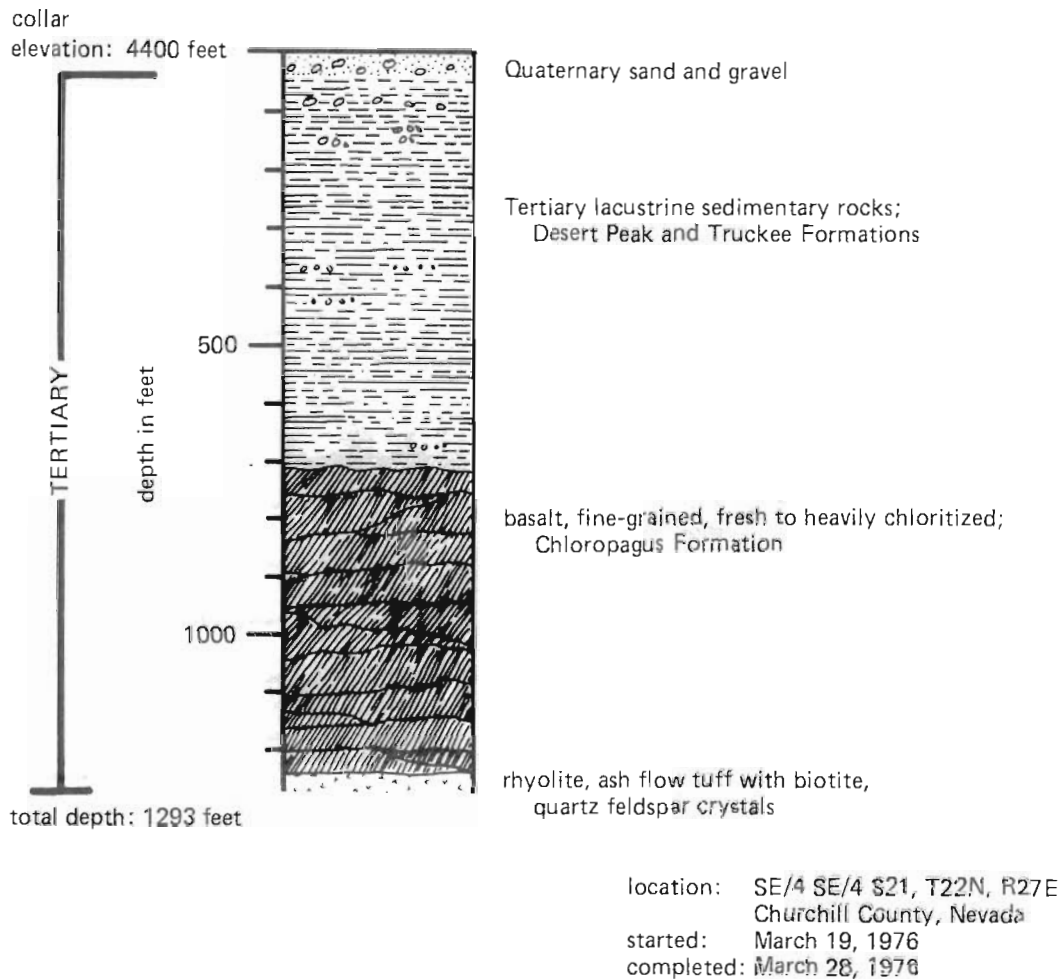 collar
elevation: 4400 feet
Quaternary sand and gravel
Tertiary lacustrine sedimentary rocks;
Desert Peak and Truckee Formations
500
TERTIARY
depth in feet
basalt, fine-grained, fresh to heavily chloritized;
Chloropagus Formation
1000
rhyolite, ash flow tuff with biotite,
quartz feldspar crystals
total depth: 1293 feet
location: SE/4 SE/4 S21, T22N, R27E
Churchill County, Nevada
started: March 19, 1976
completed: March 28, 1976